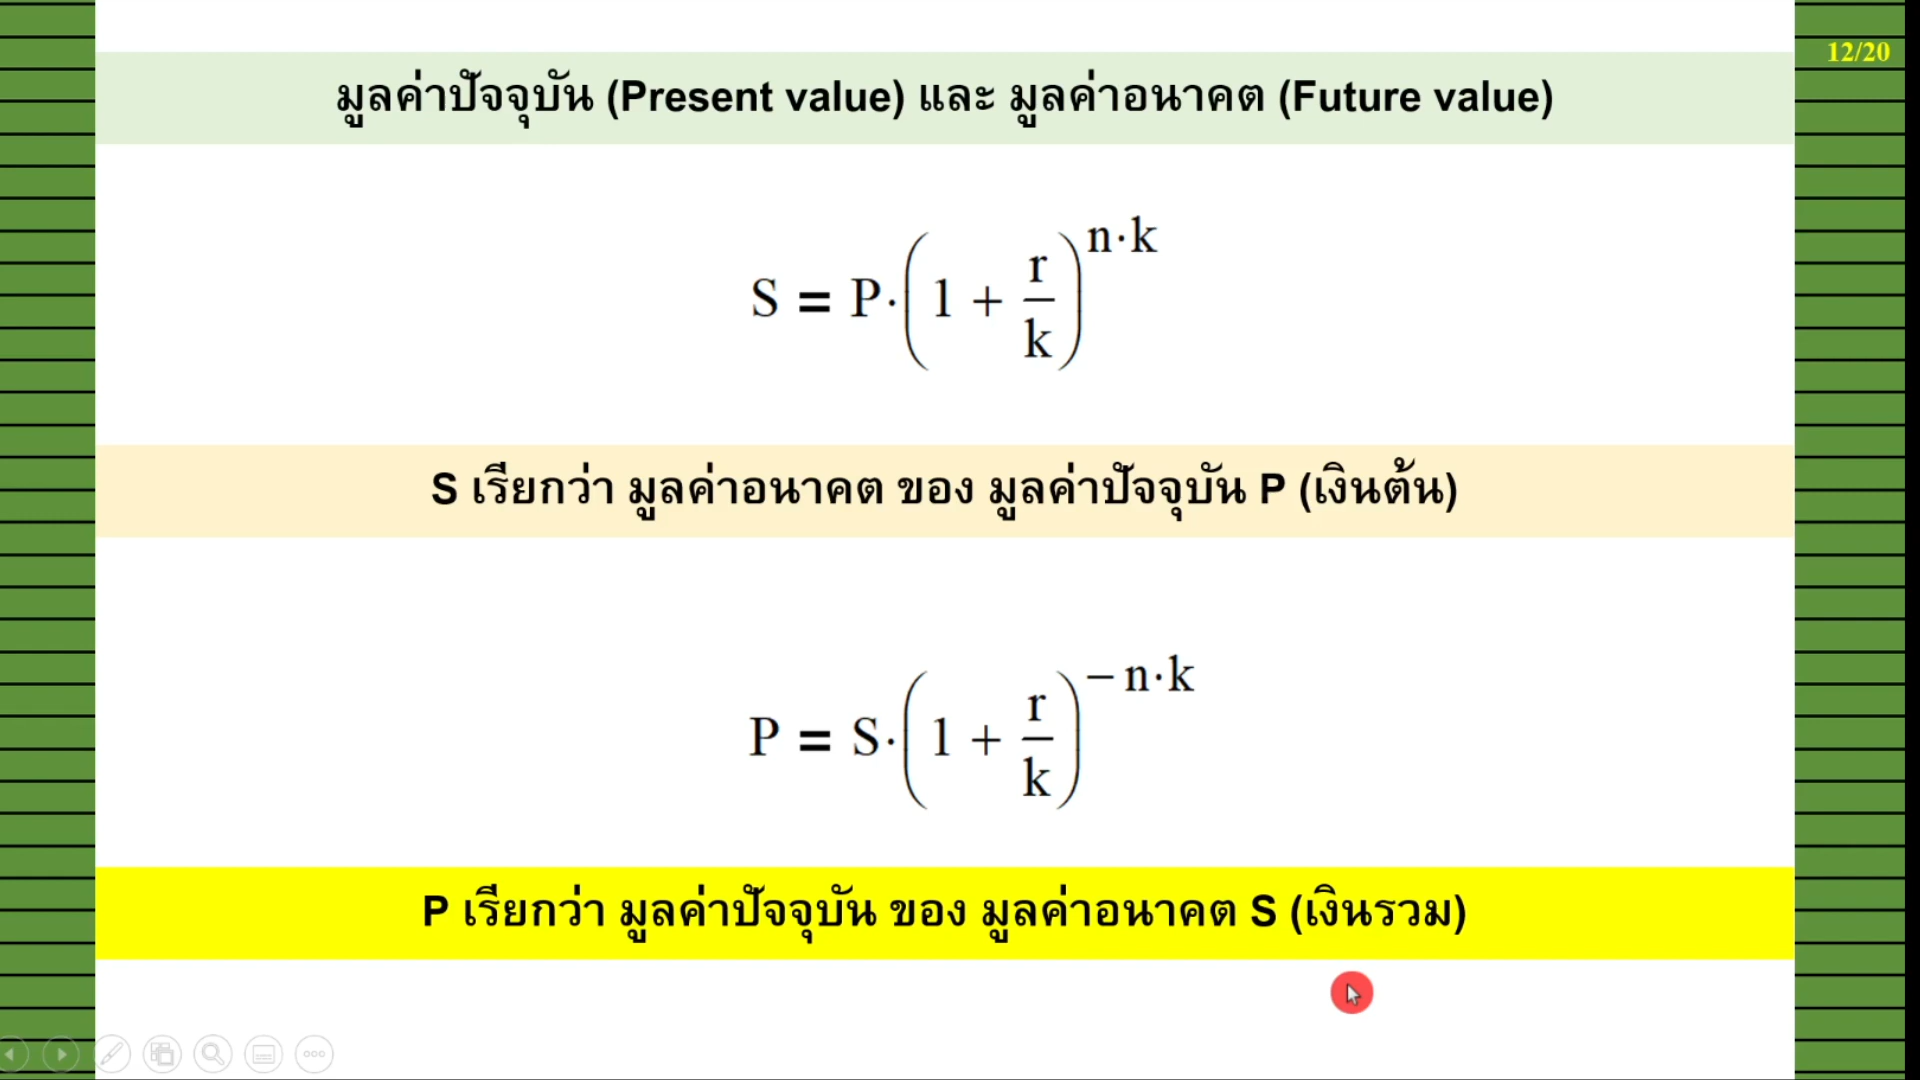 12/20
มูลค่าปัจจุบัน (Present value) และ มูลค่าอนาคต (Future value)
S = P·(1 + r/k)^(n·k)
S เรียกว่า มูลค่าอนาคต ของ มูลค่าปัจจุบัน P (เงินต้น)
P = S·(1 + r/k)^(−n·k)
P เรียกว่า มูลค่าปัจจุบัน ของ มูลค่าอนาคต S (เงินรวม)